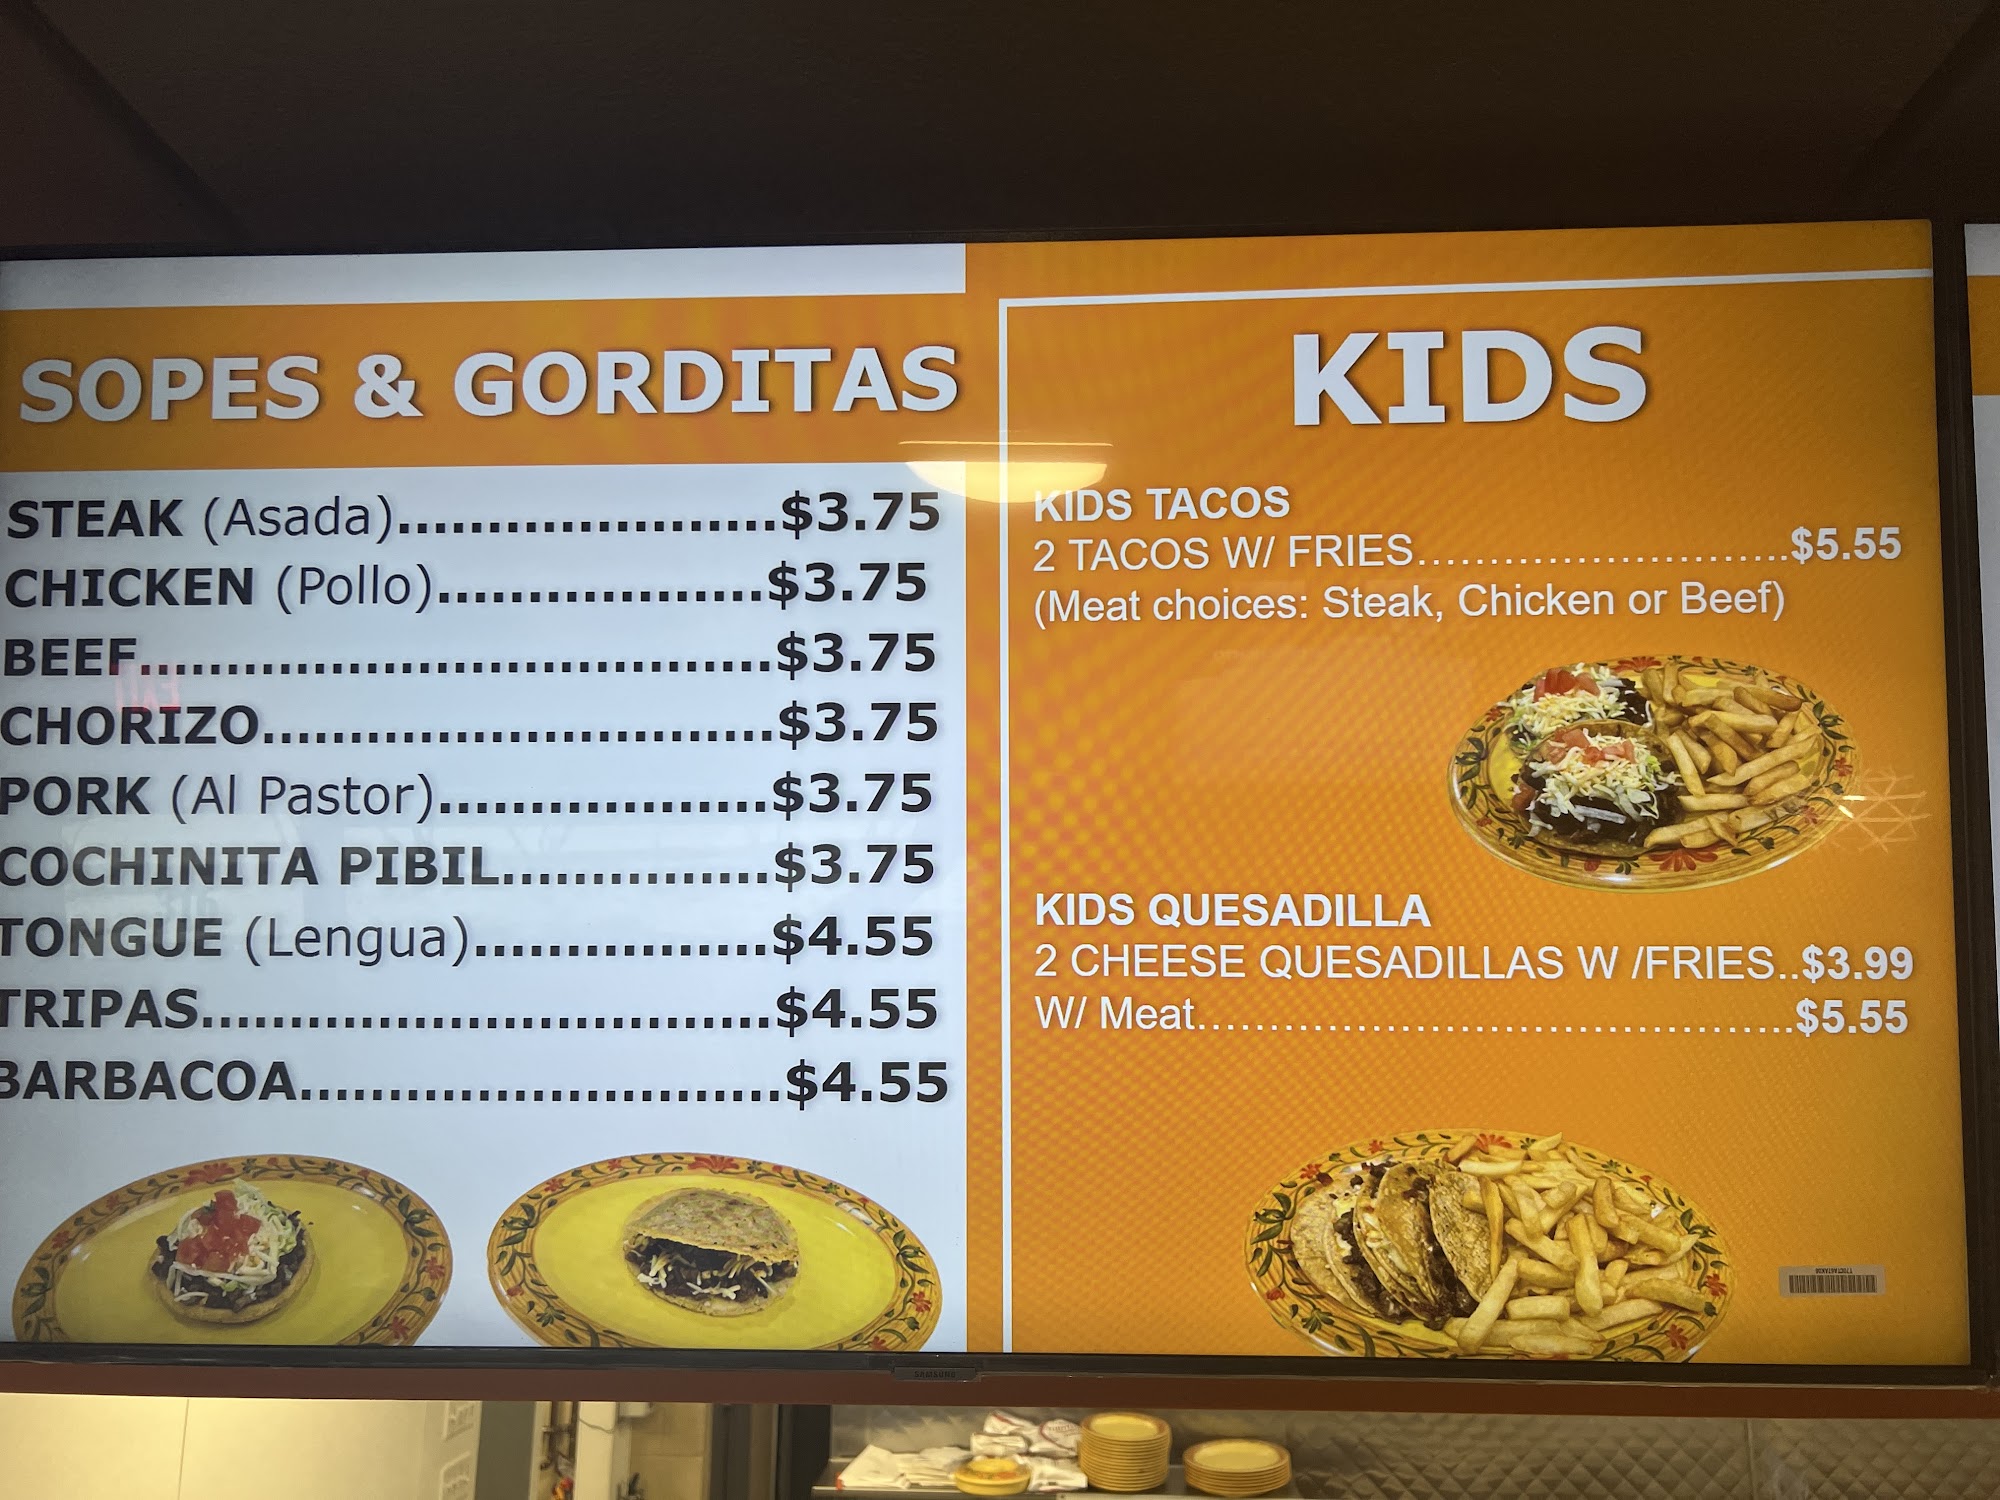 SOPES & GORDITAS
STEAK (Asada).....................$3.75
CHICKEN (Pollo)..................$3.75
BEEF...................................$3.75
CHORIZO.............................$3.75
PORK (Al Pastor)..................$3.75
COCHINITA PIBIL...............$3.75
TONGUE (Lengua)................$4.55
TRIPAS................................$4.55
BARBACOA...........................$4.55
KIDS
KIDS TACOS
2 TACOS W/ FRIES..............................$5.55
(Meat choices: Steak, Chicken or Beef)
KIDS QUESADILLA
2 CHEESE QUESADILLAS W /FRIES..$3.99
W/ Meat................................................$5.55
SAMSUNG